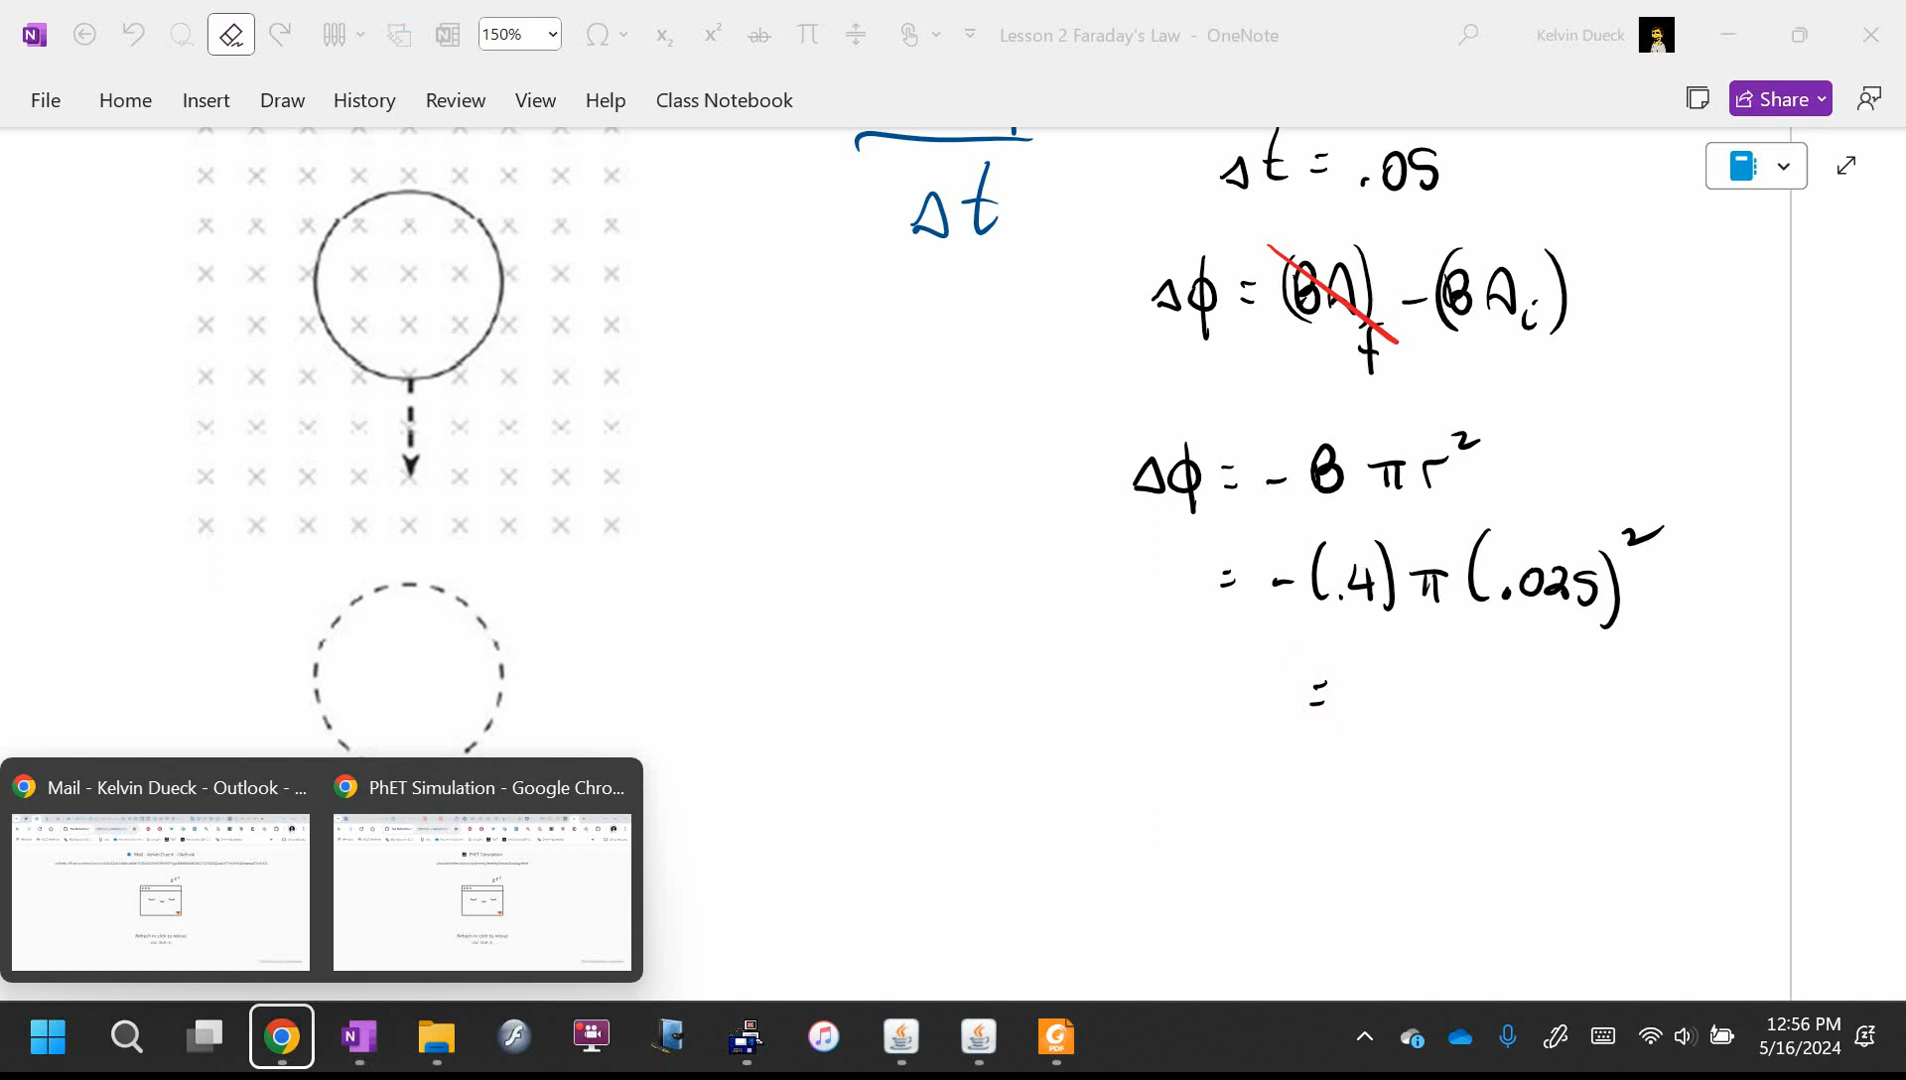 150%
Lesson 2 Faraday's Law - OneNote
Kelvin Dueck
File Home Insert Draw History Review View Help Class Notebook
Share
Δt
Δt = .05
Δϕ = (BA)f - (BAi)
Δϕ = - B π r²
= - (.4) π (.025)²
=
Mail - Kelvin Dueck - Outlook - ...
PhET Simulation - Google Chro...
12:56 PM
5/16/2024